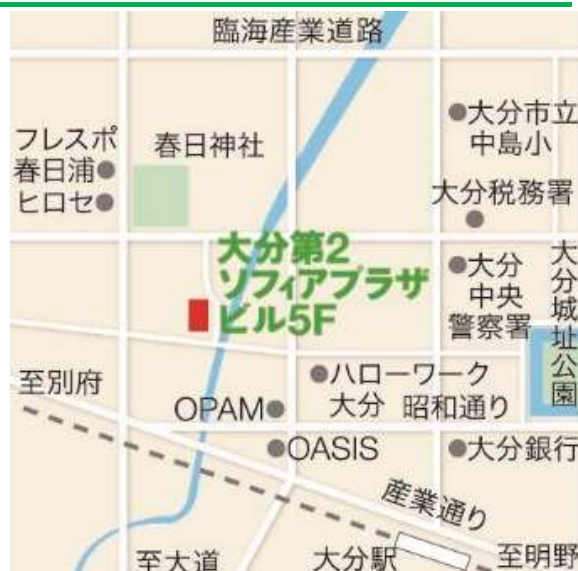 臨海産業道路
大分市立
中島小
フレスポ
春日浦
ヒロセ
春日神社
大分税務署
大分第2
ソフィアプラザ
ビル5F
大分
中央
警察署
大分城址公園
至別府
ハローワーク
大分
昭和通り
OPAM
OASIS
大分銀行
産業通り
至大道
大分駅
至明野